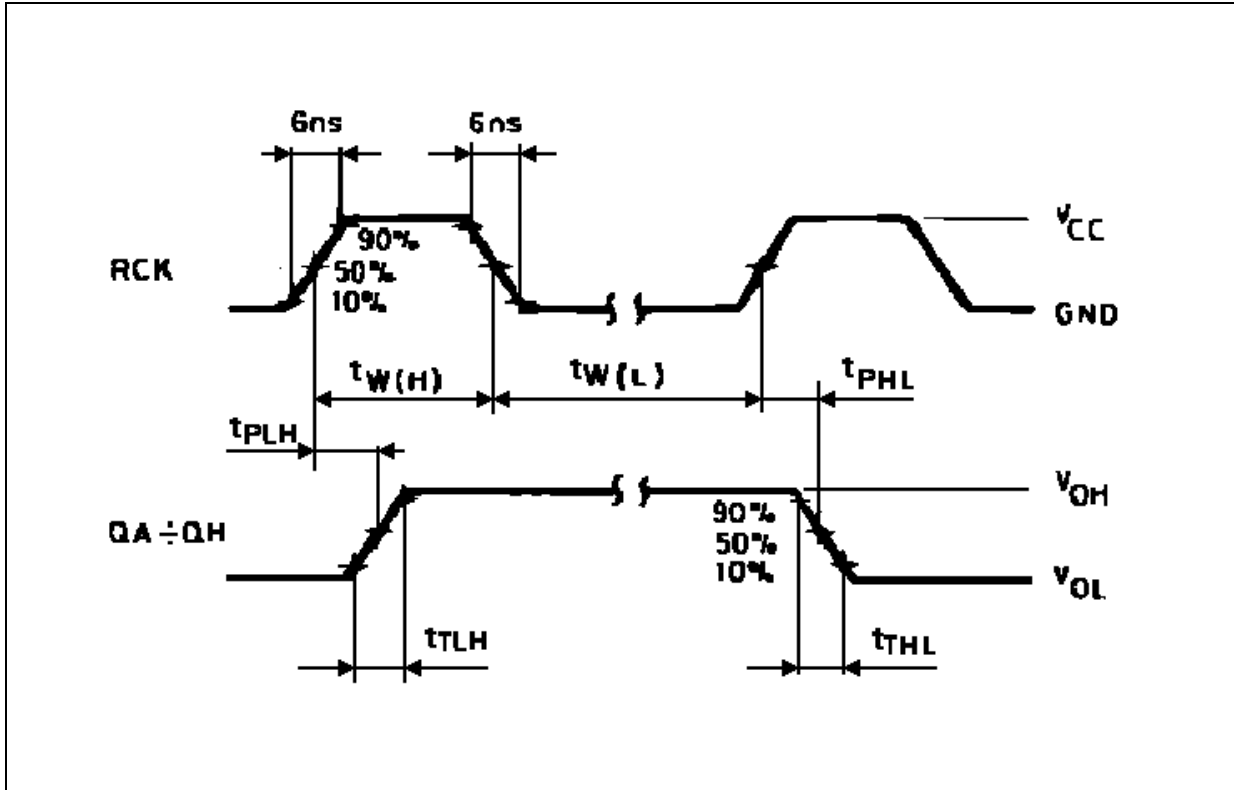 6ns 6ns
VCC
90%
RCK 50%
10%
GND
tW(H) tW(L) tPHL
tPLH
VOH
90%
QA÷QH 50%
10%
VOL
tTLH tTHL